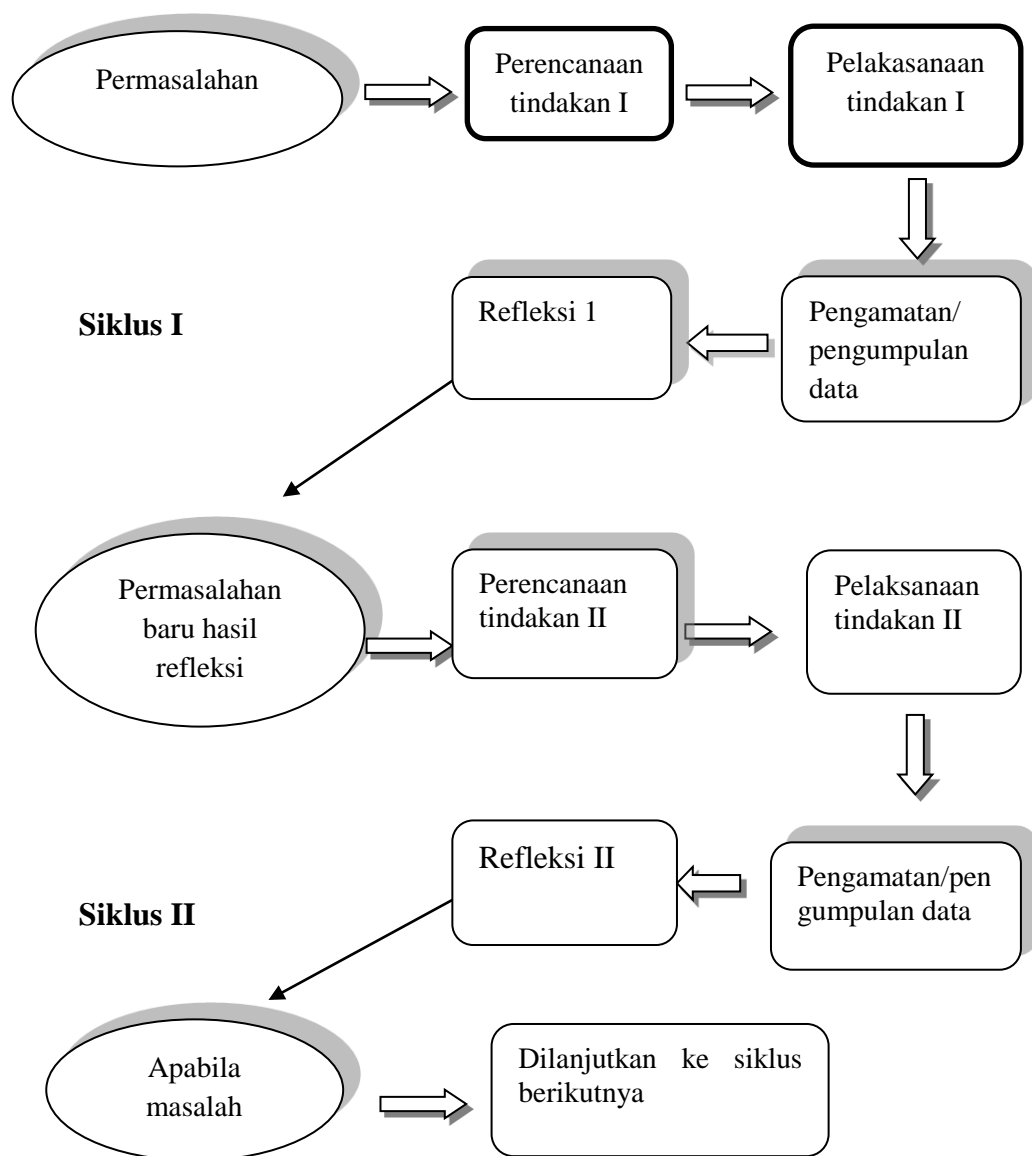 Permasalahan
Perencanaan
tindakan I
Pelakasanaan
tindakan I
Siklus I
Refleksi 1
Pengamatan/
pengumpulan
data
Permasalahan
baru hasil
refleksi
Perencanaan
tindakan II
Pelaksanaan
tindakan II
Siklus II
Refleksi II
Pengamatan/pen
gumpulan data
Apabila
masalah
Dilanjutkan ke siklus
berikutnya